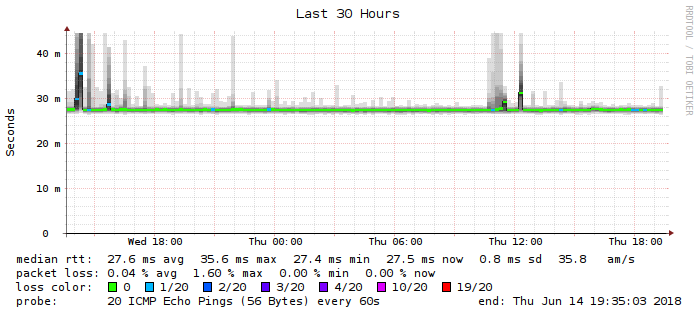 Last 30 Hours
RRDTOOL / TOBI OETIKER
Seconds
40 m
30 m
20 m
10 m
0
Wed 18:00 Thu 00:00 Thu 06:00 Thu 12:00 Thu 18:00
median rtt: 27.6 ms avg 35.6 ms max 27.4 ms min 27.5 ms now 0.8 ms sd 35.8 am/s
packet loss: 0.04 % avg 1.60 % max 0.00 % min 0.00 % now
loss color: 0 1/20 2/20 3/20 4/20 10/20 19/20
probe: 20 ICMP Echo Pings (56 Bytes) every 60s end: Thu Jun 14 19:35:03 2018